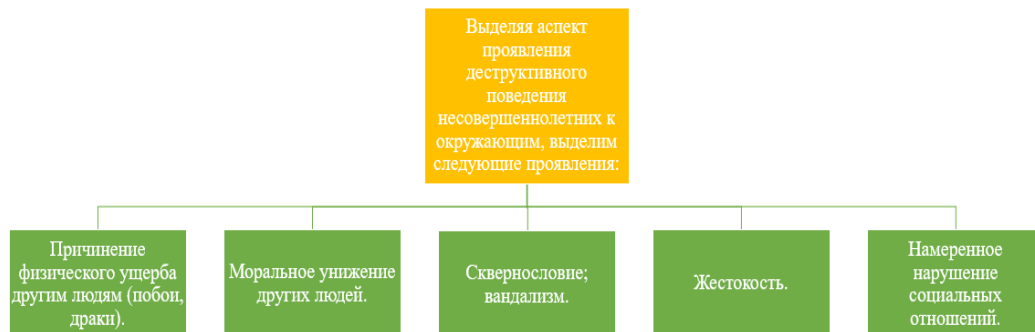 Выделяя аспект
проявления
деструктивного
поведения
несовершеннолетних к
окружающим, выделим
следующие проявления:
Причинение
физического ущерба
другим людям (побои,
драки).
Моральное унижение
других людей.
Сквернословие;
вандализм.
Жестокость.
Намеренное
нарушение
социальных
отношений.